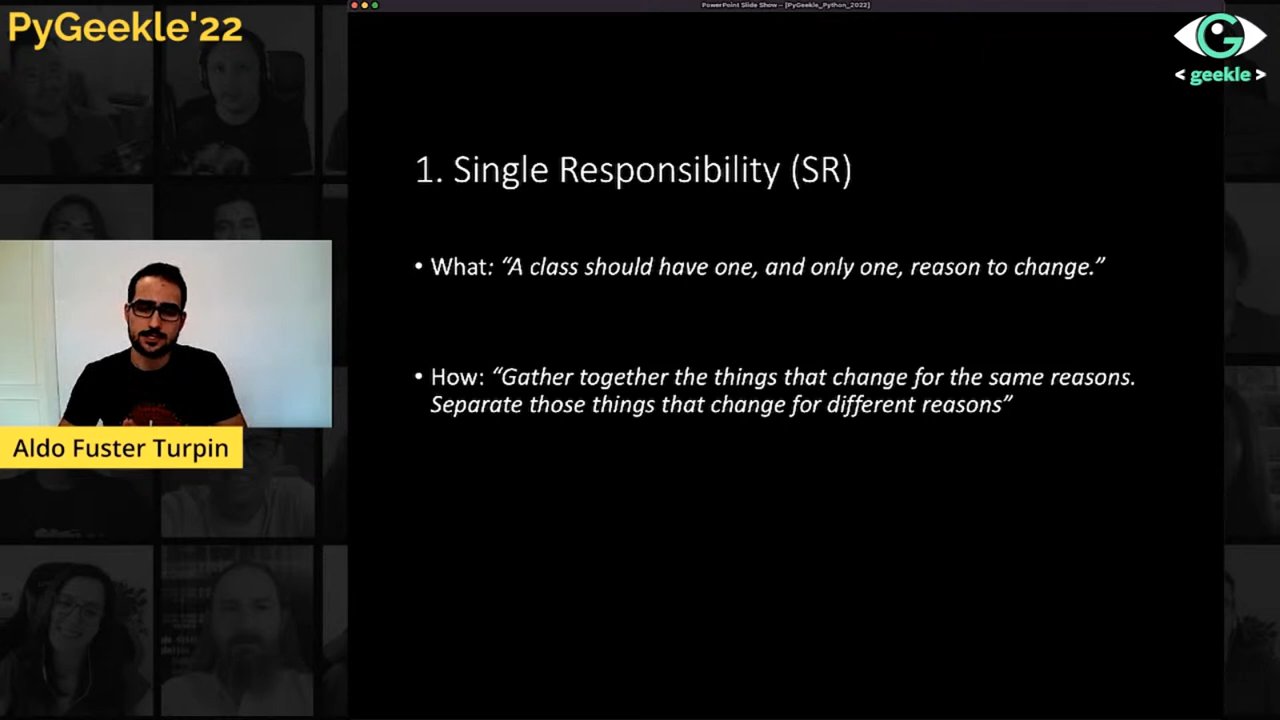 PyGeekle'22
PowerPoint Slide Show - [PyGeekle_Python_2022]
< geekle >
1. Single Responsibility (SR)
• What: “A class should have one, and only one, reason to change.”
• How: “Gather together the things that change for the same reasons.
Separate those things that change for different reasons”
Aldo Fuster Turpin